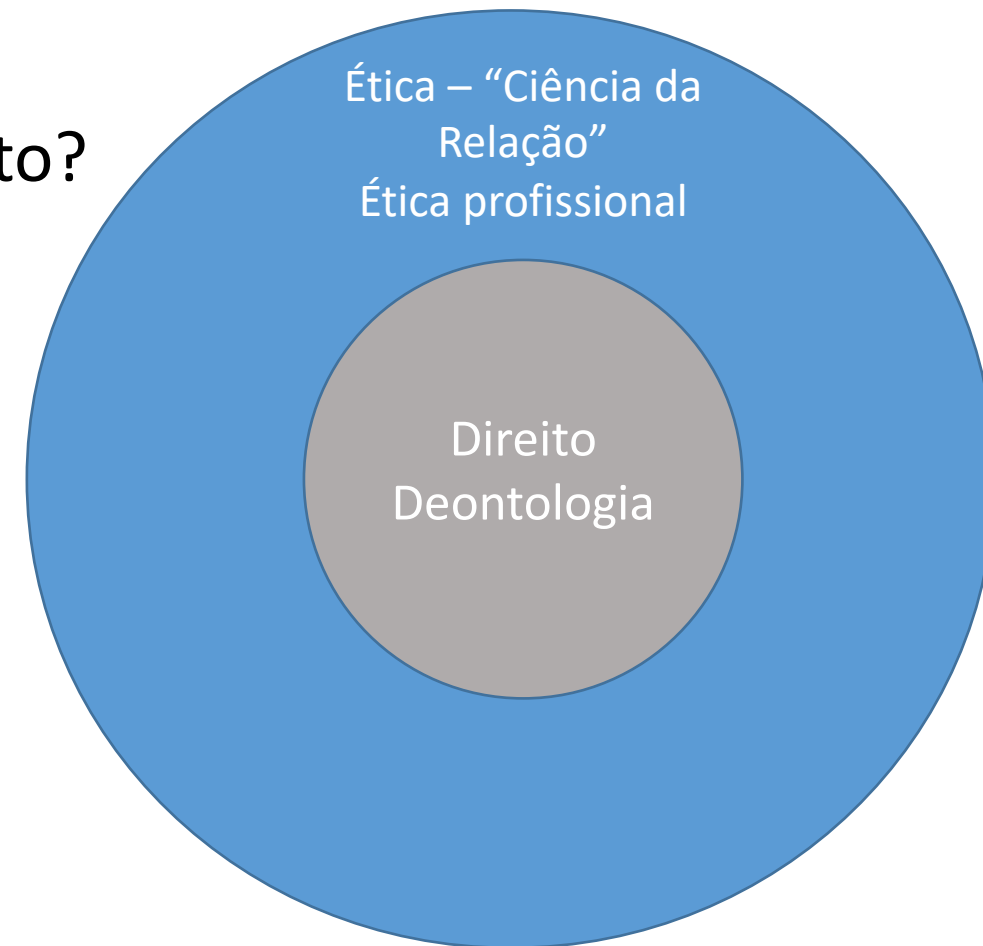 Ética – “Ciência da
Relação”
to?
Ética profissional
Direito
Deontologia